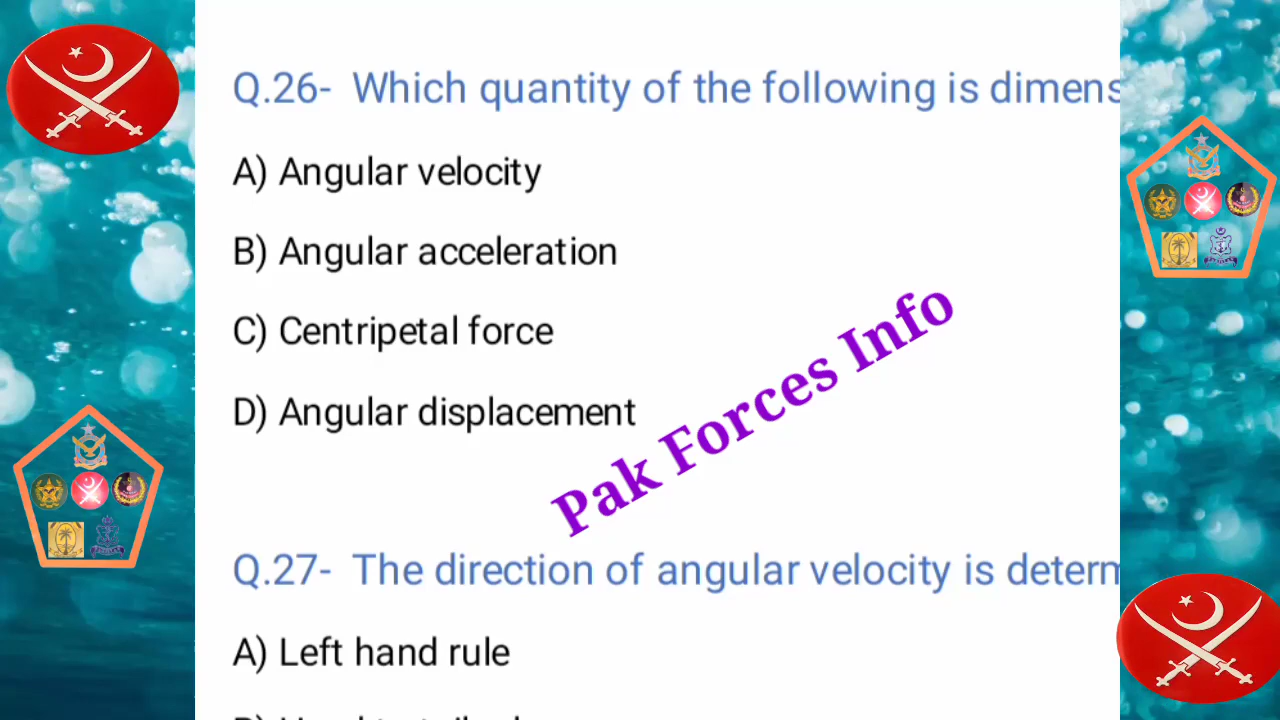 Q.26- Which quantity of the following is dimens
A) Angular velocity
B) Angular acceleration
C) Centripetal force
D) Angular displacement
Pak Forces Info
Q.27- The direction of angular velocity is determ
A) Left hand rule